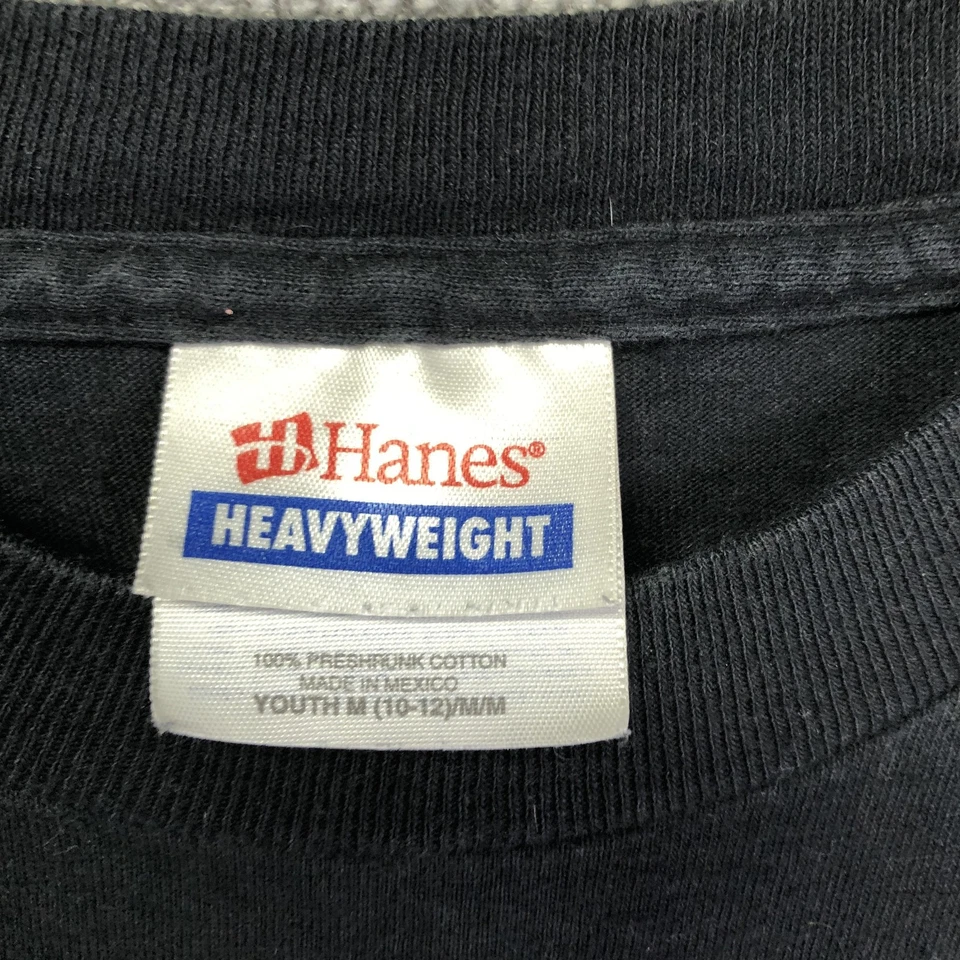 Hanes®
HEAVYWEIGHT
100% PRESHRUNK COTTON
MADE IN MEXICO
YOUTH M (10-12)/M/M